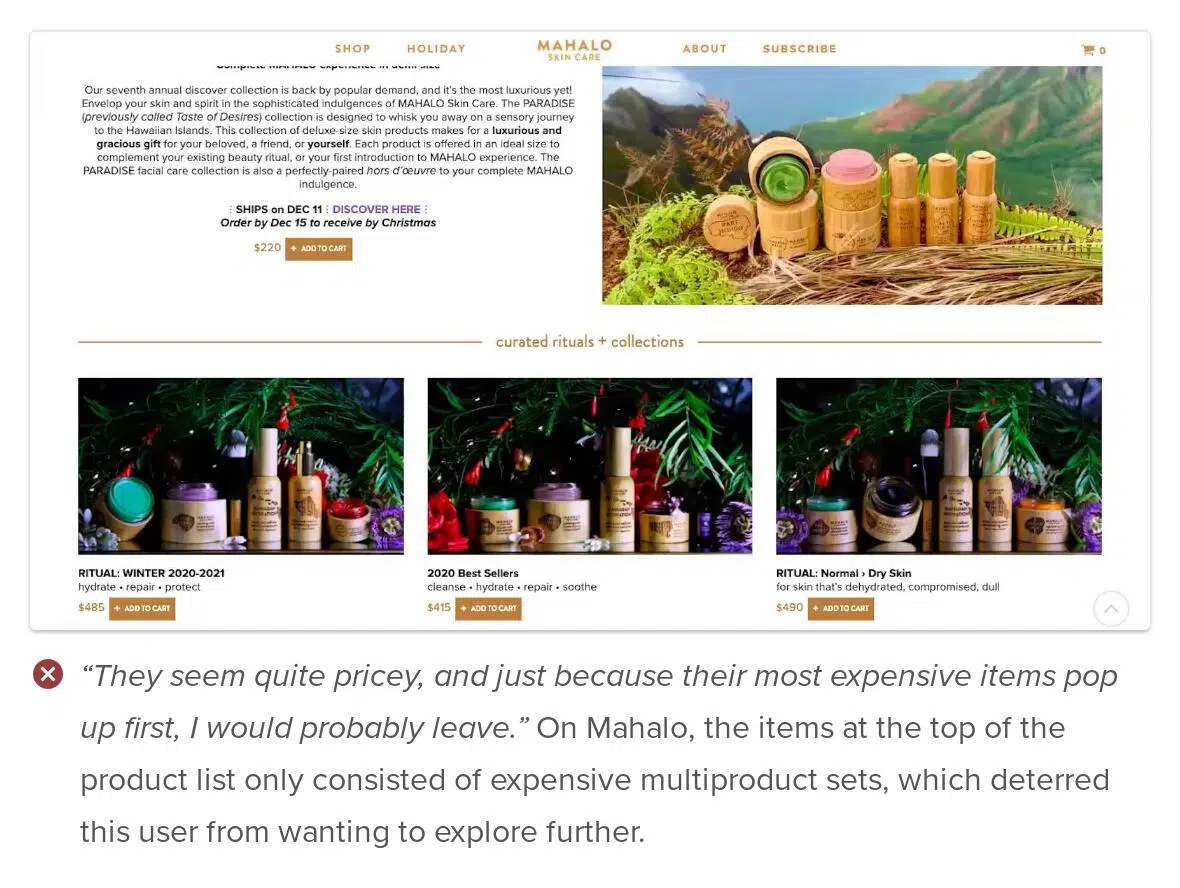 SHOP HOLIDAY MAHALO SKIN CARE ABOUT SUBSCRIBE 0
Complete MAHALO experience in demi-size
Our seventh annual discover collection is back by popular demand, and it's the most luxurious yet!
Envelop your skin and spirit in the sophisticated indulgences of MAHALO Skin Care. The PARADISE
(previously called Taste of Desires) collection is designed to whisk you away on a sensory journey
to the Hawaiian Islands. This collection of deluxe-size skin products makes for a luxurious and
gracious gift for your beloved, a friend, or yourself. Each product is offered in an ideal size to
complement your existing beauty ritual, or your first introduction to MAHALO experience. The
PARADISE facial care collection is also a perfectly-paired hors d'œuvre to your complete MAHALO
indulgence.
⋮ SHIPS on DEC 11 ⋮ DISCOVER HERE ⋮
Order by Dec 15 to receive by Christmas
$220 + ADD TO CART
curated rituals + collections
RITUAL: WINTER 2020-2021
hydrate • repair • protect
$485 + ADD TO CART
2020 Best Sellers
cleanse • hydrate • repair • soothe
$415 + ADD TO CART
RITUAL: Normal › Dry Skin
for skin that's dehydrated, compromised, dull
$490 + ADD TO CART
“They seem quite pricey, and just because their most expensive items pop
up first, I would probably leave.” On Mahalo, the items at the top of the
product list only consisted of expensive multiproduct sets, which deterred
this user from wanting to explore further.